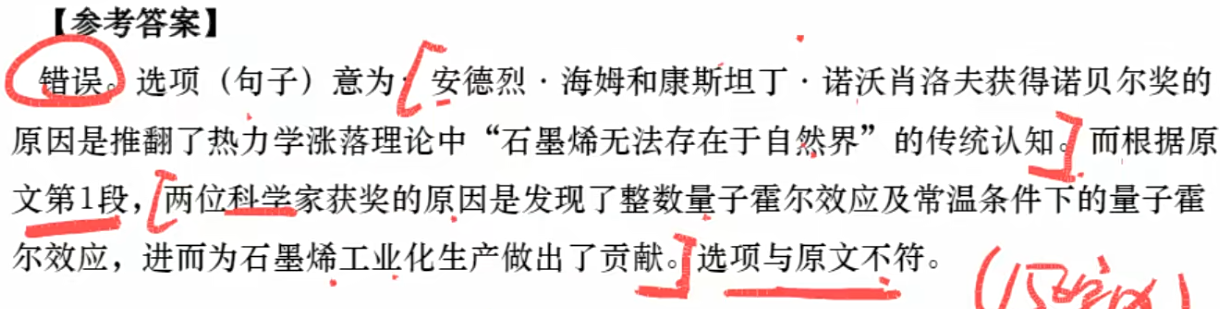 【参考答案】
错误。选项（句子）意为：安德烈·海姆和康斯坦丁·诺沃肖洛夫获得诺贝尔奖的
原因是推翻了热力学涨落理论中“石墨烯无法存在于自然界”的传统认知。而根据原
文第1段，两位科学家获奖的原因是发现了整数量子霍尔效应及常温条件下的量子霍
尔效应，进而为石墨烯工业化生产做出了贡献。选项与原文不符。